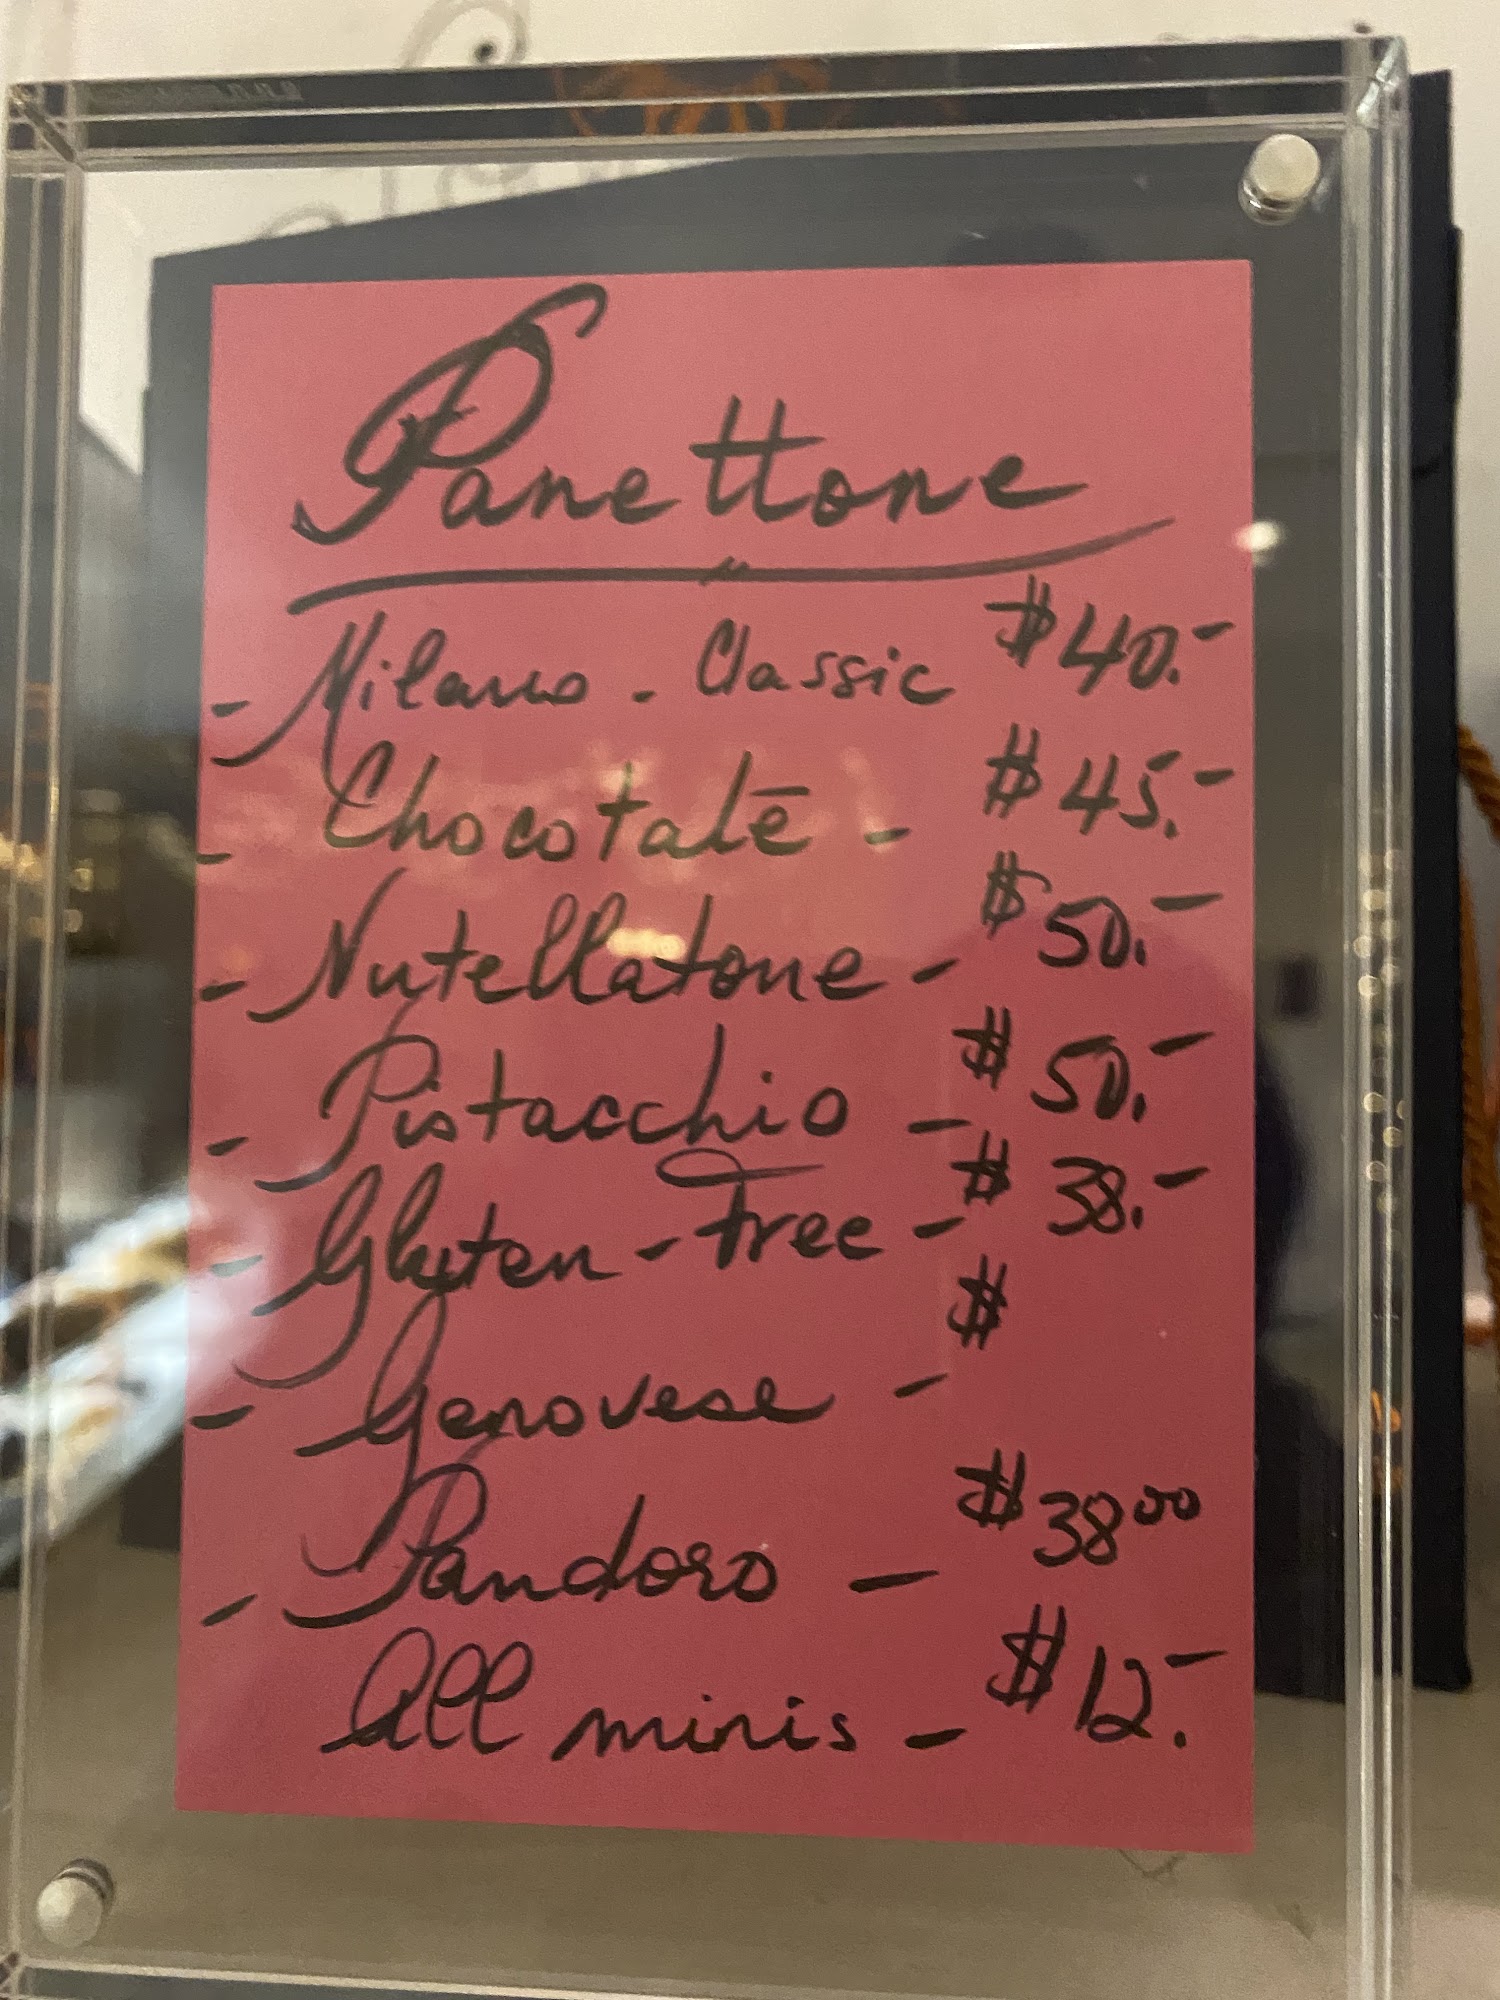 Panettone
- Milano - Classic $40.-
- Chocotalē - $45.-
- Nutellatone - $50.-
- Pistacchio - $50.-
- Gluten-Free - $38.-
- Genovese - $
- Pandoro - $38.00
All minis - $12.-